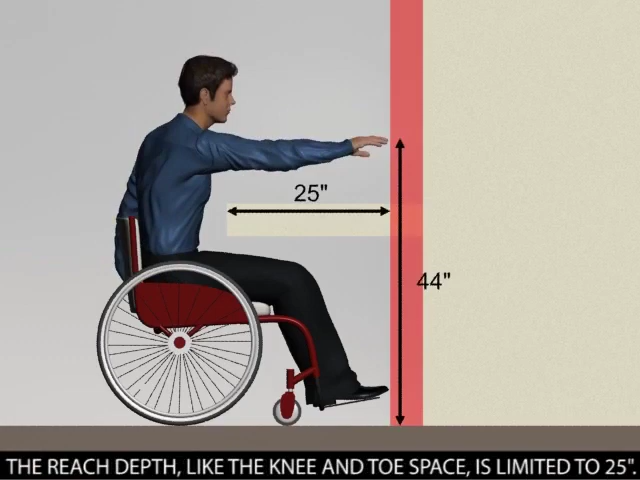 25"
44"
THE REACH DEPTH, LIKE THE KNEE AND TOE SPACE, IS LIMITED TO 25".